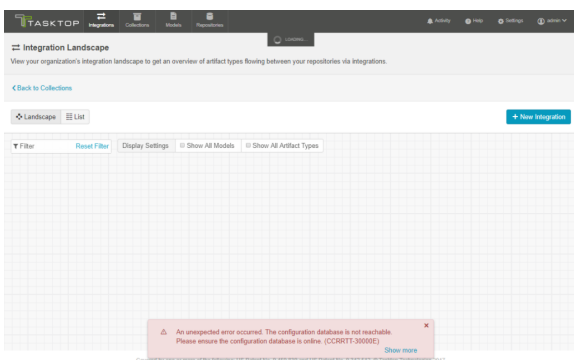 TASKTOP
Integrations
Collections
Models
Repositories
Activity
Help
Settings
admin
LOADING...
Integration Landscape
View your organization's integration landscape to get an overview of artifact types flowing between your repositories via integrations.
Back to Collections
Landscape
List
+ New Integration
Filter
Reset Filter
Display Settings
Show All Models
Show All Artifact Types
An unexpected error occurred. The configuration database is not reachable.
Please ensure the configuration database is online. (CCRRTT-30000E)
Show more